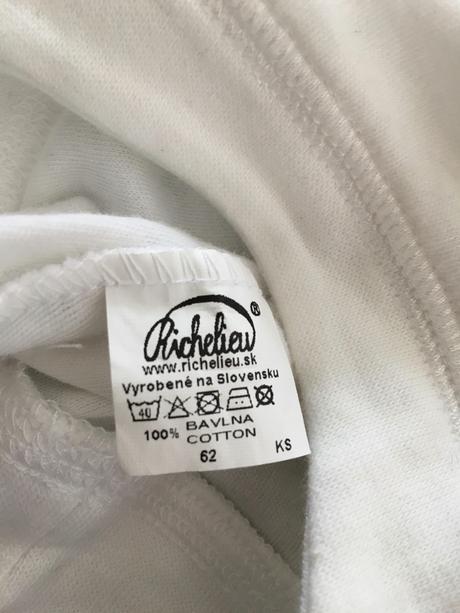 Richelieu®
www.richelieu.sk
Vyrobené na Slovensku
40
100% BAVLNA
COTTON
62 KS